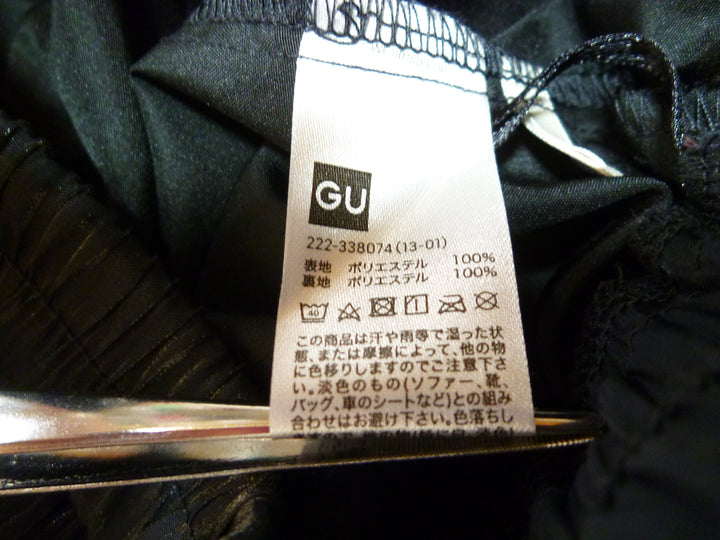 GU
222-338074(13-01)
表地 ポリエステル 100%
裏地 ポリエステル 100%
40
この商品は汗や雨等で湿った状
態、または摩擦によって、他の物
に色移りしますのでご注意下さ
い。淡色のもの(ソファー、靴、
バッグ、車のシートなど)との組み
合わせはお避け下さい。色落ちし
ますので